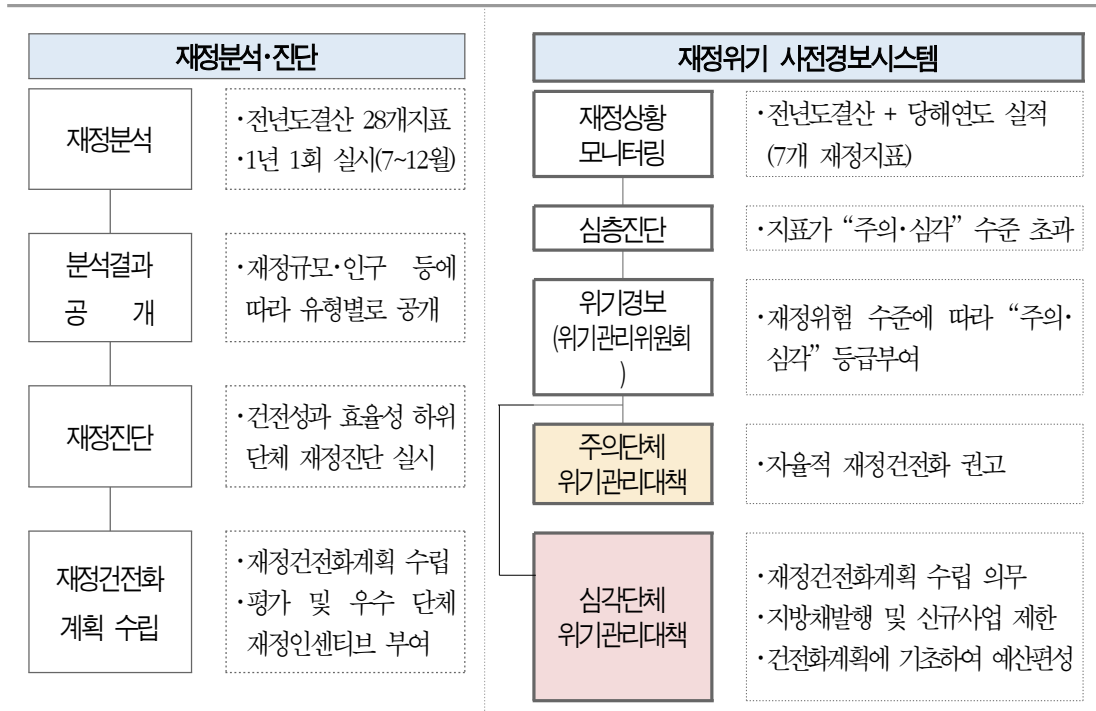 재정분석·진단
재정분석
·전년도결산 28개지표
·1년 1회 실시(7~12월)
분석결과
공 개
·재정규모·인구 등에
따라 유형별로 공개
재정진단
·건전성과 효율성 하위
단체 재정진단 실시
재정건전화
계획 수립
·재정건전화계획 수립
·평가 및 우수 단체
재정인센티브 부여
재정위기 사전경보시스템
재정상황
모니터링
·전년도결산 + 당해연도 실적
(7개 재정지표)
심층진단
·지표가 “주의·심각” 수준 초과
위기경보
(위기관리위원회
)
·재정위험 수준에 따라 “주의·
심각” 등급부여
주의단체
위기관리대책
·자율적 재정건전화 권고
심각단체
위기관리대책
·재정건전화계획 수립 의무
·지방채발행 및 신규사업 제한
·건전화계획에 기초하여 예산편성